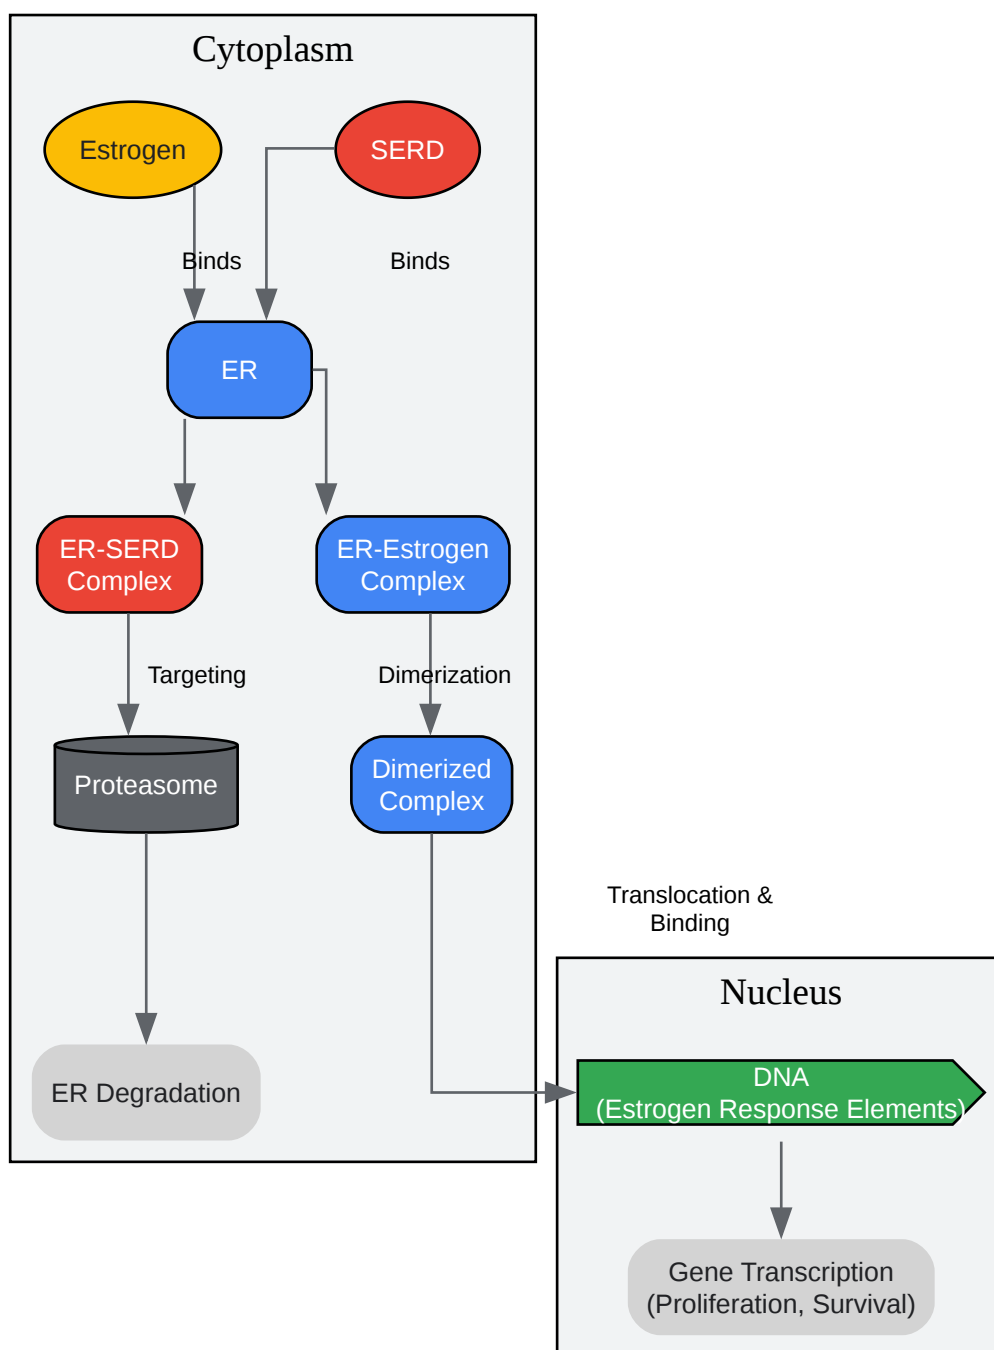 Cytoplasm
Estrogen
SERD
Binds
Binds
ER
ER-SERD
Complex
ER-Estrogen
Complex
Targeting
Dimerization
Proteasome
Dimerized
Complex
Translocation &
Binding
Nucleus
ER Degradation
DNA
(Estrogen Response Elements)
Gene Transcription
(Proliferation, Survival)